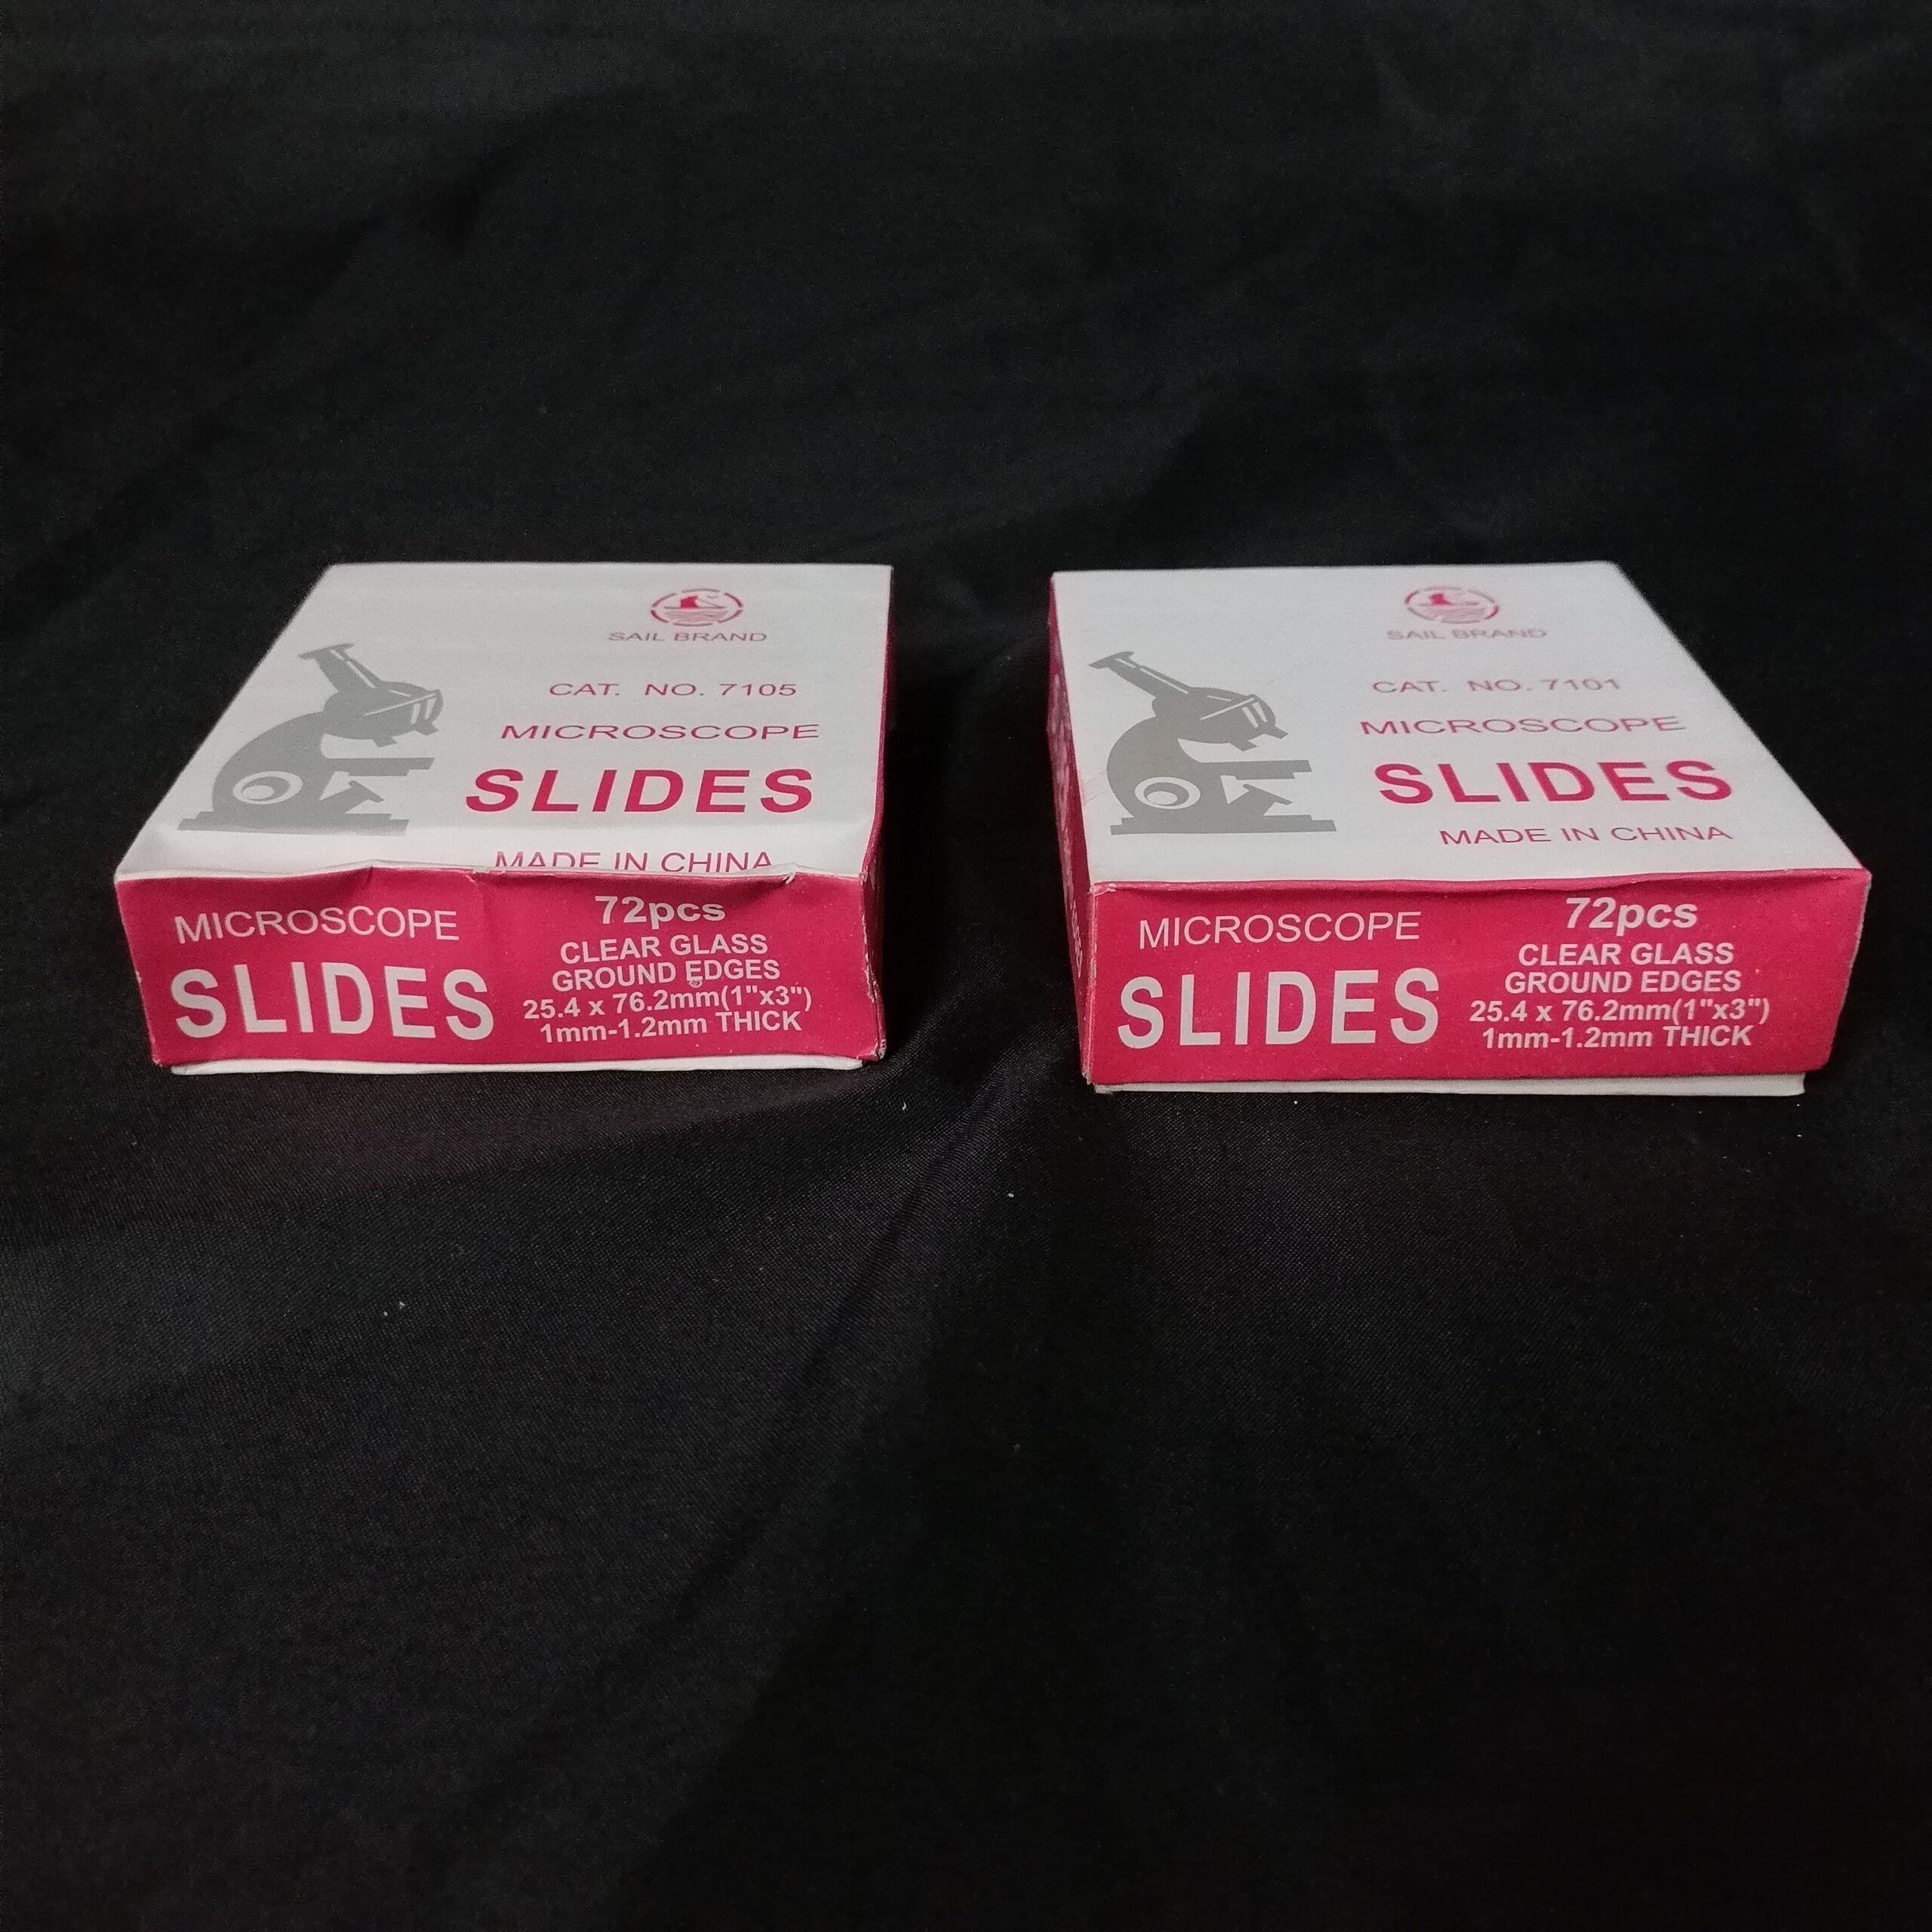 SAIL BRAND
CAT. NO. 7105
MICROSCOPE
SLIDES
MADE IN CHINA
MICROSCOPE
SLIDES
72pcs
CLEAR GLASS
GROUND EDGES
25.4 x 76.2mm(1"x3")
1mm-1.2mm THICK
SAIL BRAND
CAT. NO. 7101
MICROSCOPE
SLIDES
MADE IN CHINA
MICROSCOPE
SLIDES
72pcs
CLEAR GLASS
GROUND EDGES
25.4 x 76.2mm(1"x3")
1mm-1.2mm THICK